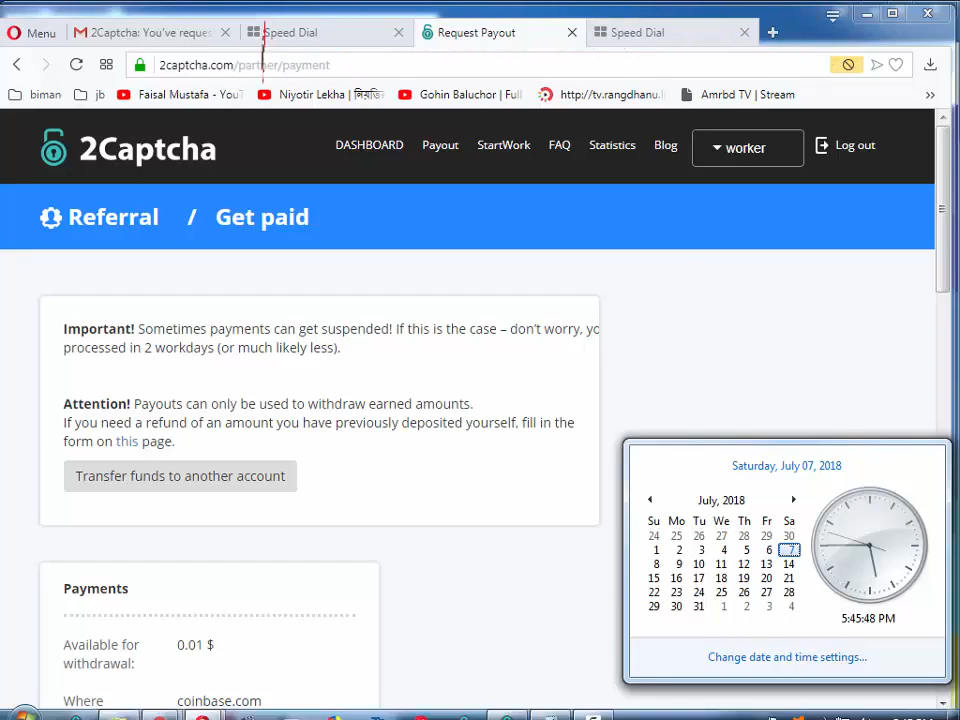 Menu
2Captcha: You've reques
Speed Dial
Request Payout
Speed Dial
2captcha.com/partner/payment
biman
jb
Faisal Mustafa - YouT
Niyotir Lekha | নিয়তি
Gohin Baluchor | Full
http://tv.rangdhanu.l
Amrbd TV | Stream
2Captcha
DASHBOARD
Payout
StartWork
FAQ
Statistics
Blog
worker
Log out
Referral / Get paid
Important! Sometimes payments can get suspended! If this is the case – don't worry, yo
processed in 2 workdays (or much likely less).
Attention! Payouts can only be used to withdraw earned amounts.
If you need a refund of an amount you have previously deposited yourself, fill in the
form on this page.
Transfer funds to another account
Payments
Available for
withdrawal:
0.01 $
Where
coinbase.com
Saturday, July 07, 2018
July, 2018
Su Mo Tu We Th Fr Sa
24 25 26 27 28 29 30
1 2 3 4 5 6 7
8 9 10 11 12 13 14
15 16 17 18 19 20 21
22 23 24 25 26 27 28
29 30 31 1 2 3 4
5:45:48 PM
Change date and time settings...